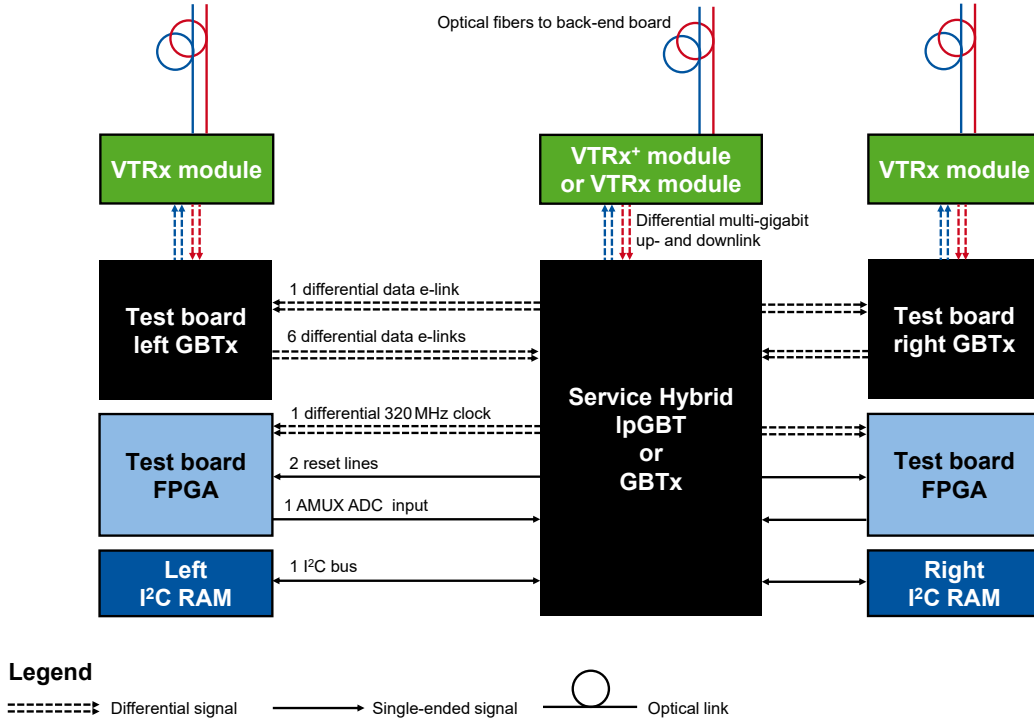 Optical fibers to back-end board
VTRx module
VTRx⁺ module
or VTRx module
VTRx module
Differential multi-gigabit
up- and downlink
1 differential data e-link
Test board
left GBTx
6 differential data e-links
Test board
right GBTx
Service Hybrid
lpGBT
or
GBTx
1 differential 320 MHz clock
Test board
FPGA
2 reset lines
1 AMUX ADC input
Test board
FPGA
Left
I²C RAM
1 I²C bus
Right
I²C RAM
Legend
Differential signal
Single-ended signal
Optical link